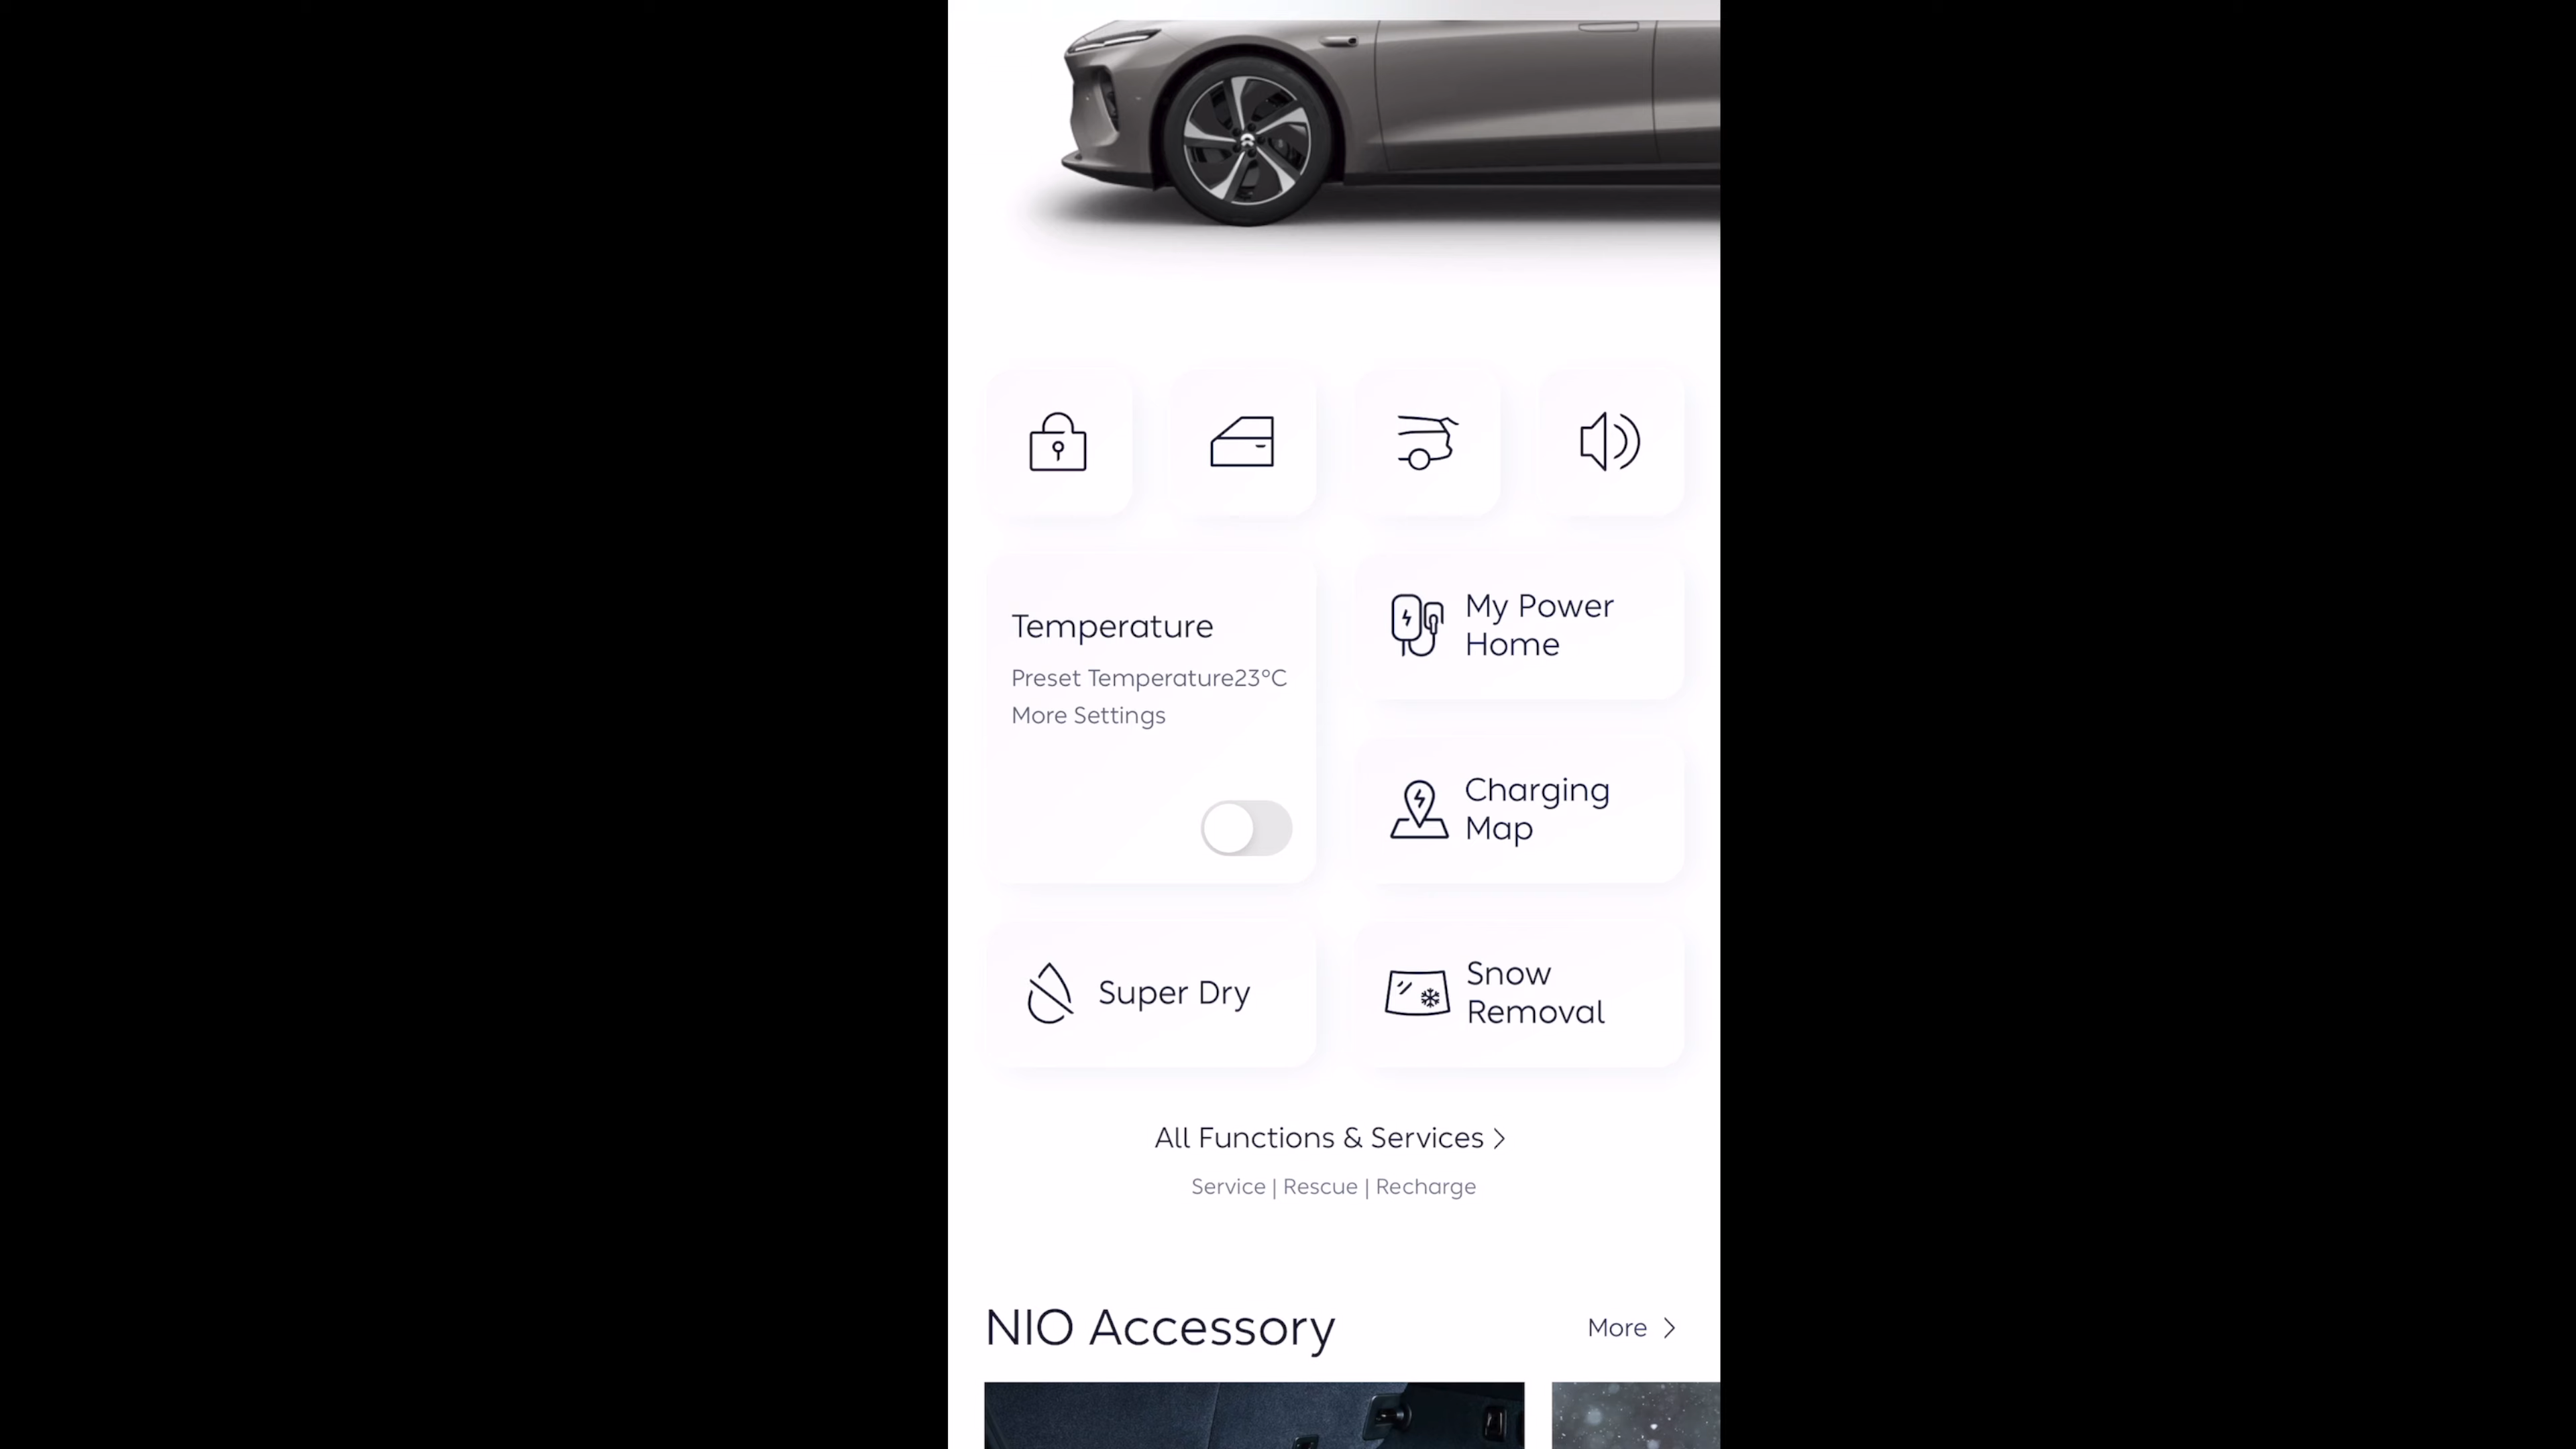 Temperature
Preset Temperature23°C
More Settings
My Power
Home
Charging
Map
Super Dry
Snow
Removal
All Functions & Services
Service | Rescue | Recharge
NIO Accessory
More